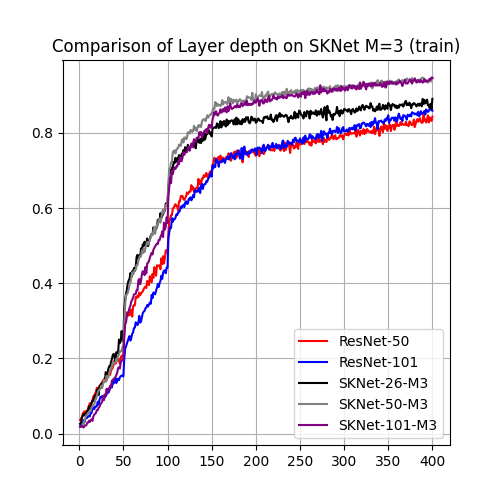 Comparison of Layer depth on SKNet M=3 (train)
0.8
0.6
0.4
0.2
0.0
ResNet-50
ResNet-101
SKNet-26-M3
SKNet-50-M3
SKNet-101-M3
0 50 100 150 200 250 300 350 400